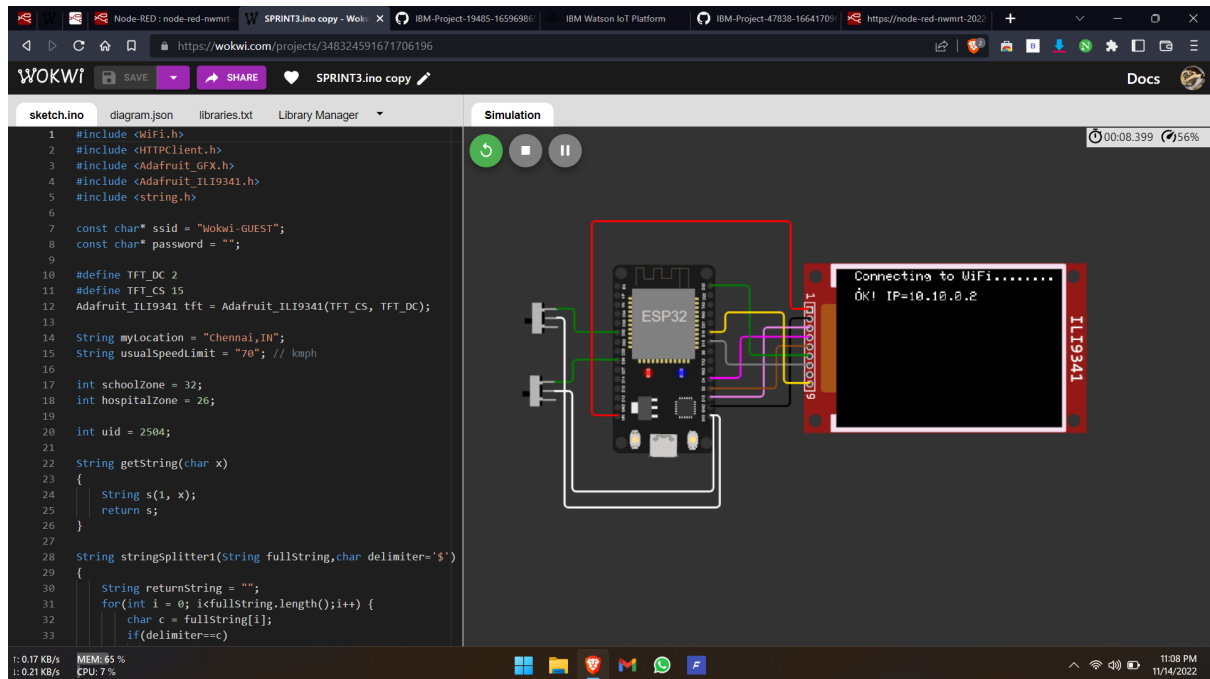 Node-RED : node-red-nwmrt-
SPRINT3.ino copy - Wokw
IBM-Project-19485-16596986
IBM Watson IoT Platform
IBM-Project-47838-16641709
https://node-red-nwmrt-2022
https://wokwi.com/projects/348324591671706196
WOKWi
SAVE
SHARE
SPRINT3.ino copy
Docs
sketch.ino
diagram.json
libraries.txt
Library Manager
Simulation
00:08.399
56%
1 #include <WiFi.h>
2 #include <HTTPClient.h>
3 #include <Adafruit_GFX.h>
4 #include <Adafruit_ILI9341.h>
5 #include <string.h>
6
7 const char* ssid = "Wokwi-GUEST";
8 const char* password = "";
9
10 #define TFT_DC 2
11 #define TFT_CS 15
12 Adafruit_ILI9341 tft = Adafruit_ILI9341(TFT_CS, TFT_DC);
13
14 String myLocation = "Chennai,IN";
15 String usualSpeedLimit = "70"; // kmph
16
17 int schoolZone = 32;
18 int hospitalZone = 26;
19
20 int uid = 2504;
21
22 String getString(char x)
23 {
24 String s(1, x);
25 return s;
26 }
27
28 String stringSplitter1(String fullString,char delimiter='$')
29 {
30 String returnString = "";
31 for(int i = 0; i<fullString.length();i++) {
32 char c = fullString[i];
33 if(delimiter==c)
ESP32
Connecting to WiFi........
OK! IP=10.10.0.2
1
9
ILI9341
↑: 0.17 KB/s
↓: 0.21 KB/s
MEM: 65 %
CPU: 7 %
11:08 PM
11/14/2022